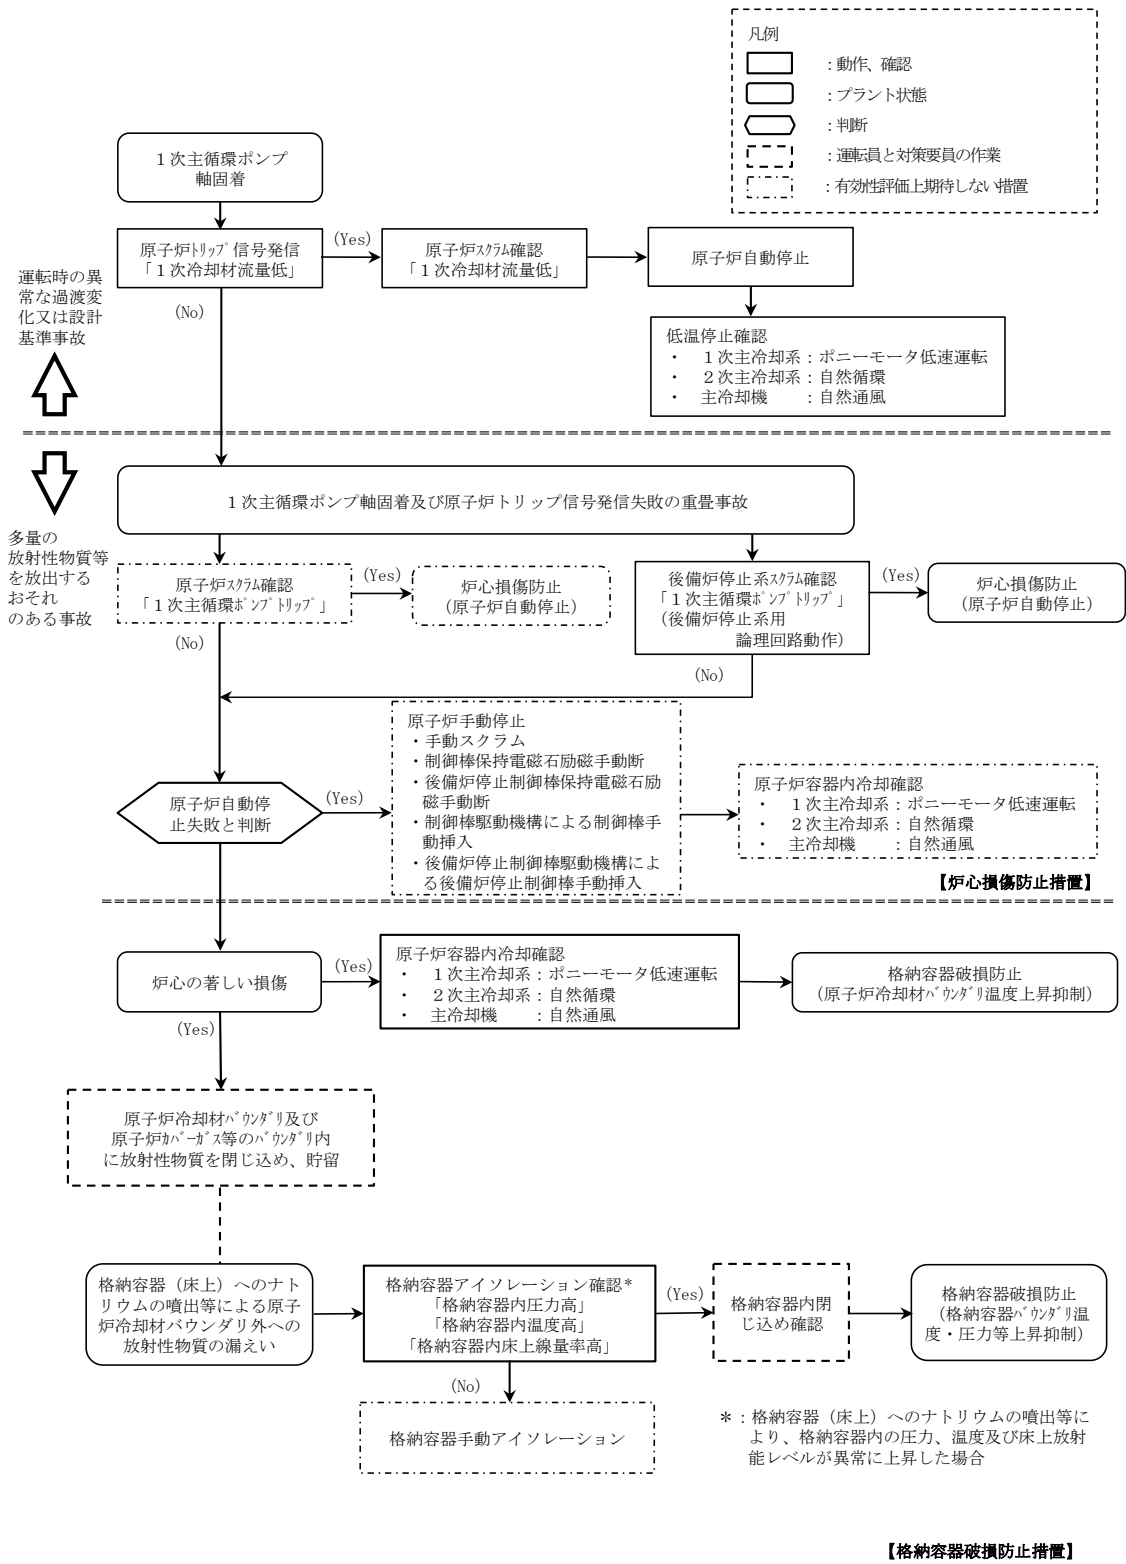 凡例
：動作、確認
：プラント状態
：判断
：運転員と対策要員の作業
：有効性評価上期待しない措置
１次主循環ポンプ
軸固着
原子炉ﾄﾘｯﾌﾟ信号発信
「１次冷却材流量低」
(Yes)
原子炉ｽｸﾗﾑ確認
「１次冷却材流量低」
原子炉自動停止
(No)
低温停止確認
・　１次主冷却系：ポニーモータ低速運転
・　２次主冷却系：自然循環
・　主冷却機　　：自然通風
運転時の異
常な過渡変
化又は設計
基準事故
多量の
放射性物質等
を放出する
おそれ
のある事故
１次主循環ポンプ軸固着及び原子炉トリップ信号発信失敗の重畳事故
原子炉ｽｸﾗﾑ確認
「１次主循環ﾎﾟﾝﾌﾟﾄﾘｯﾌﾟ」
(Yes)
炉心損傷防止
（原子炉自動停止）
後備炉停止系ｽｸﾗﾑ確認
「１次主循環ﾎﾟﾝﾌﾟﾄﾘｯﾌﾟ」
（後備炉停止系用
論理回路動作）
(Yes)
炉心損傷防止
（原子炉自動停止）
(No)
(No)
原子炉自動停
止失敗と判断
(Yes)
原子炉手動停止
・手動スクラム
・制御棒保持電磁石励磁手動断
・後備炉停止制御棒保持電磁石励
磁手動断
・制御棒駆動機構による制御棒手
動挿入
・後備炉停止制御棒駆動機構によ
る後備炉停止制御棒手動挿入
原子炉容器内冷却確認
・　１次主冷却系：ポニーモータ低速運転
・　２次主冷却系：自然循環
・　主冷却機　　：自然通風
【炉心損傷防止措置】
炉心の著しい損傷
(Yes)
原子炉容器内冷却確認
・　１次主冷却系：ポニーモータ低速運転
・　２次主冷却系：自然循環
・　主冷却機　　：自然通風
格納容器破損防止
（原子炉冷却材ﾊﾞｳﾝﾀﾞﾘ温度上昇抑制）
(Yes)
原子炉冷却材ﾊﾞｳﾝﾀﾞﾘ及び
原子炉ｶﾊﾞｰｶﾞｽ等のﾊﾞｳﾝﾀﾞﾘ内
に放射性物質を閉じ込め、貯留
格納容器（床上）へのナト
リウムの噴出等による原子
炉冷却材バウンダリ外への
放射性物質の漏えい
格納容器アイソレーション確認*
「格納容器内圧力高」
「格納容器内温度高」
「格納容器内床上線量率高」
(Yes)
格納容器内閉
じ込め確認
格納容器破損防止
（格納容器ﾊﾞｳﾝﾀﾞﾘ温
度・圧力等上昇抑制）
(No)
格納容器手動アイソレーション
＊：格納容器（床上）へのナトリウムの噴出等に
より、格納容器内の圧力、温度及び床上放射
能レベルが異常に上昇した場合
【格納容器破損防止措置】